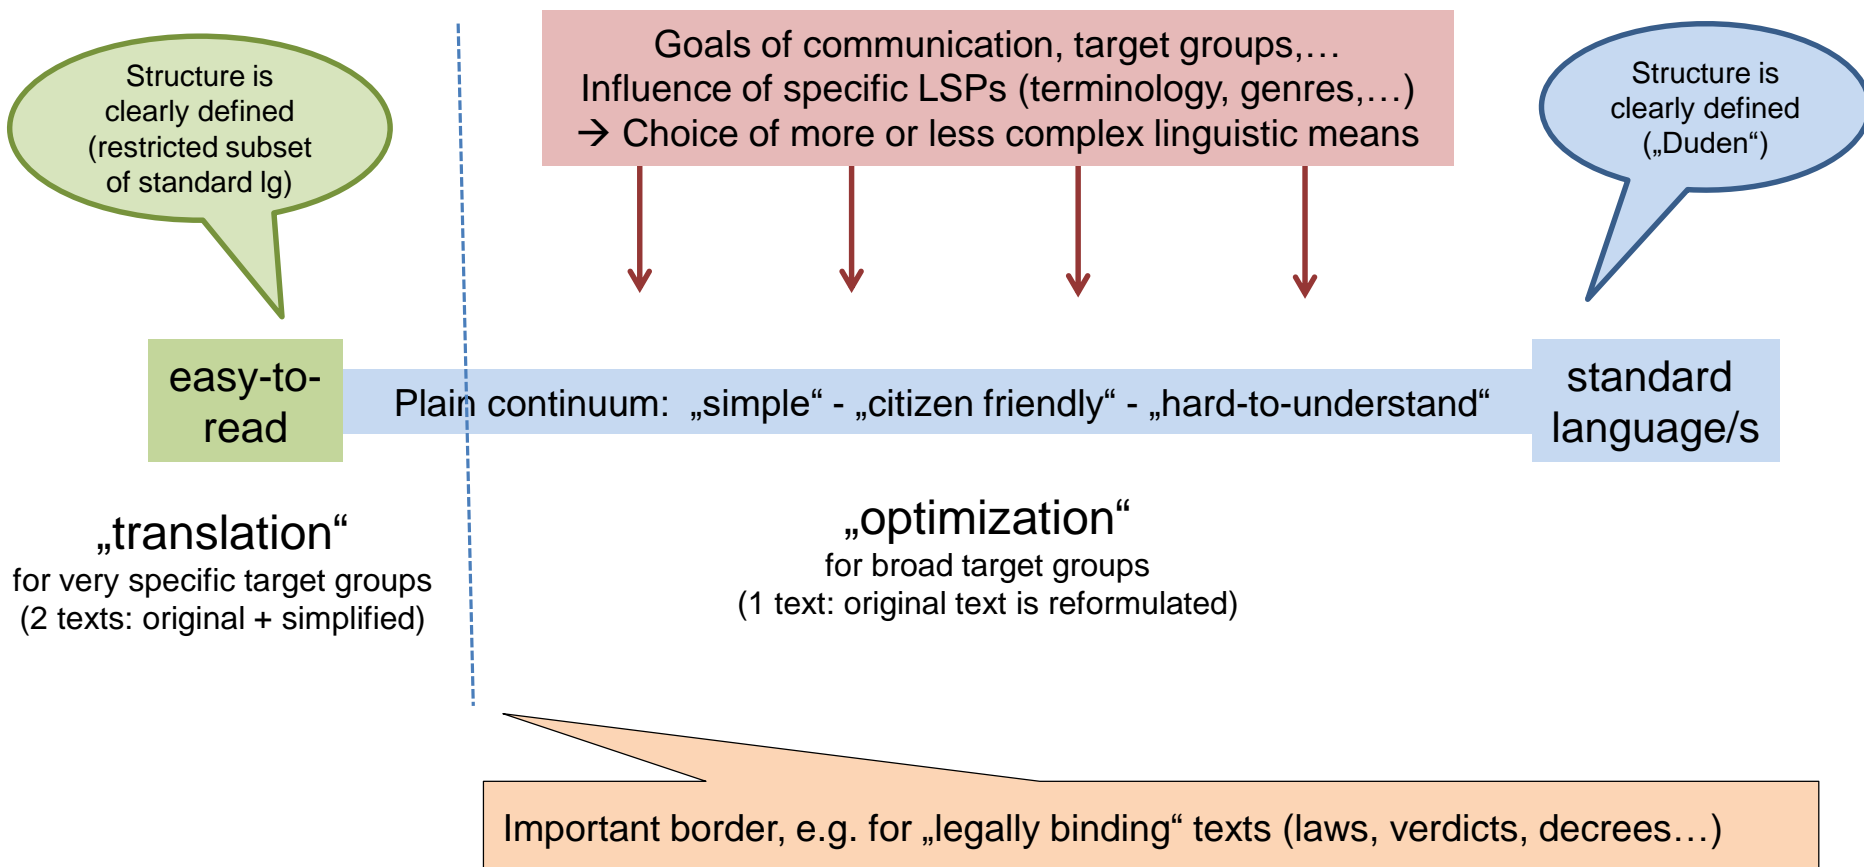 Structure is
clearly defined
(restricted subset
of standard lg)
Goals of communication, target groups,…
Influence of specific LSPs (terminology, genres,…)
→ Choice of more or less complex linguistic means
Structure is
clearly defined
(„Duden“)
easy-to-
read
Plain continuum: „simple“ - „citizen friendly“ - „hard-to-understand“
standard
language/s
„translation“
for very specific target groups
(2 texts: original + simplified)
„optimization“
for broad target groups
(1 text: original text is reformulated)
Important border, e.g. for „legally binding“ texts (laws, verdicts, decrees…)